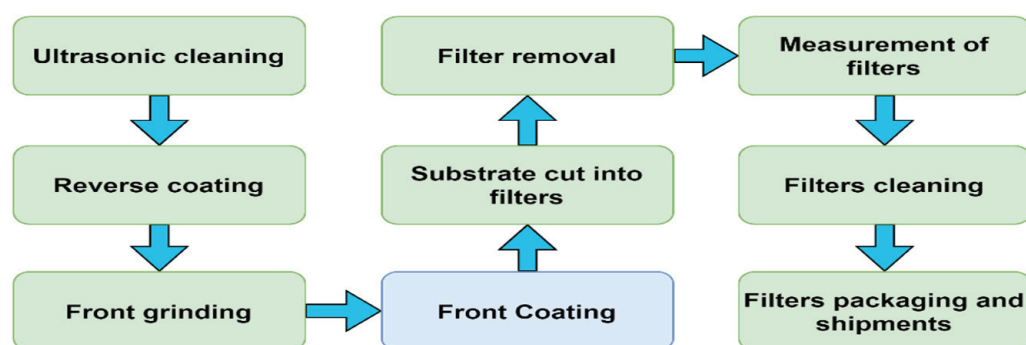 Ultrasonic cleaning
Reverse coating
Front grinding
Front Coating
Substrate cut into
filters
Filter removal
Measurement of
filters
Filters cleaning
Filters packaging and
shipments